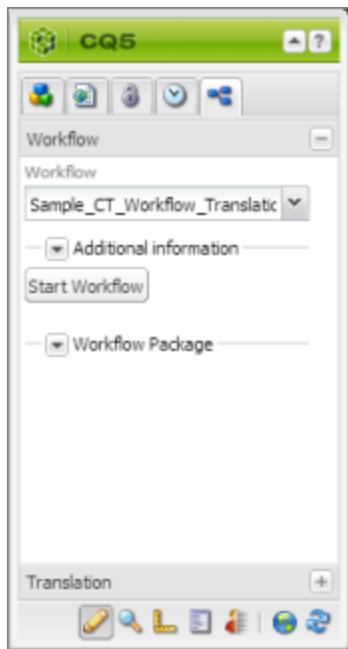 CQ5
?
Workflow
Workflow
Sample_CT_Workflow_Translatic
Additional information
Start Workflow
Workflow Package
Translation